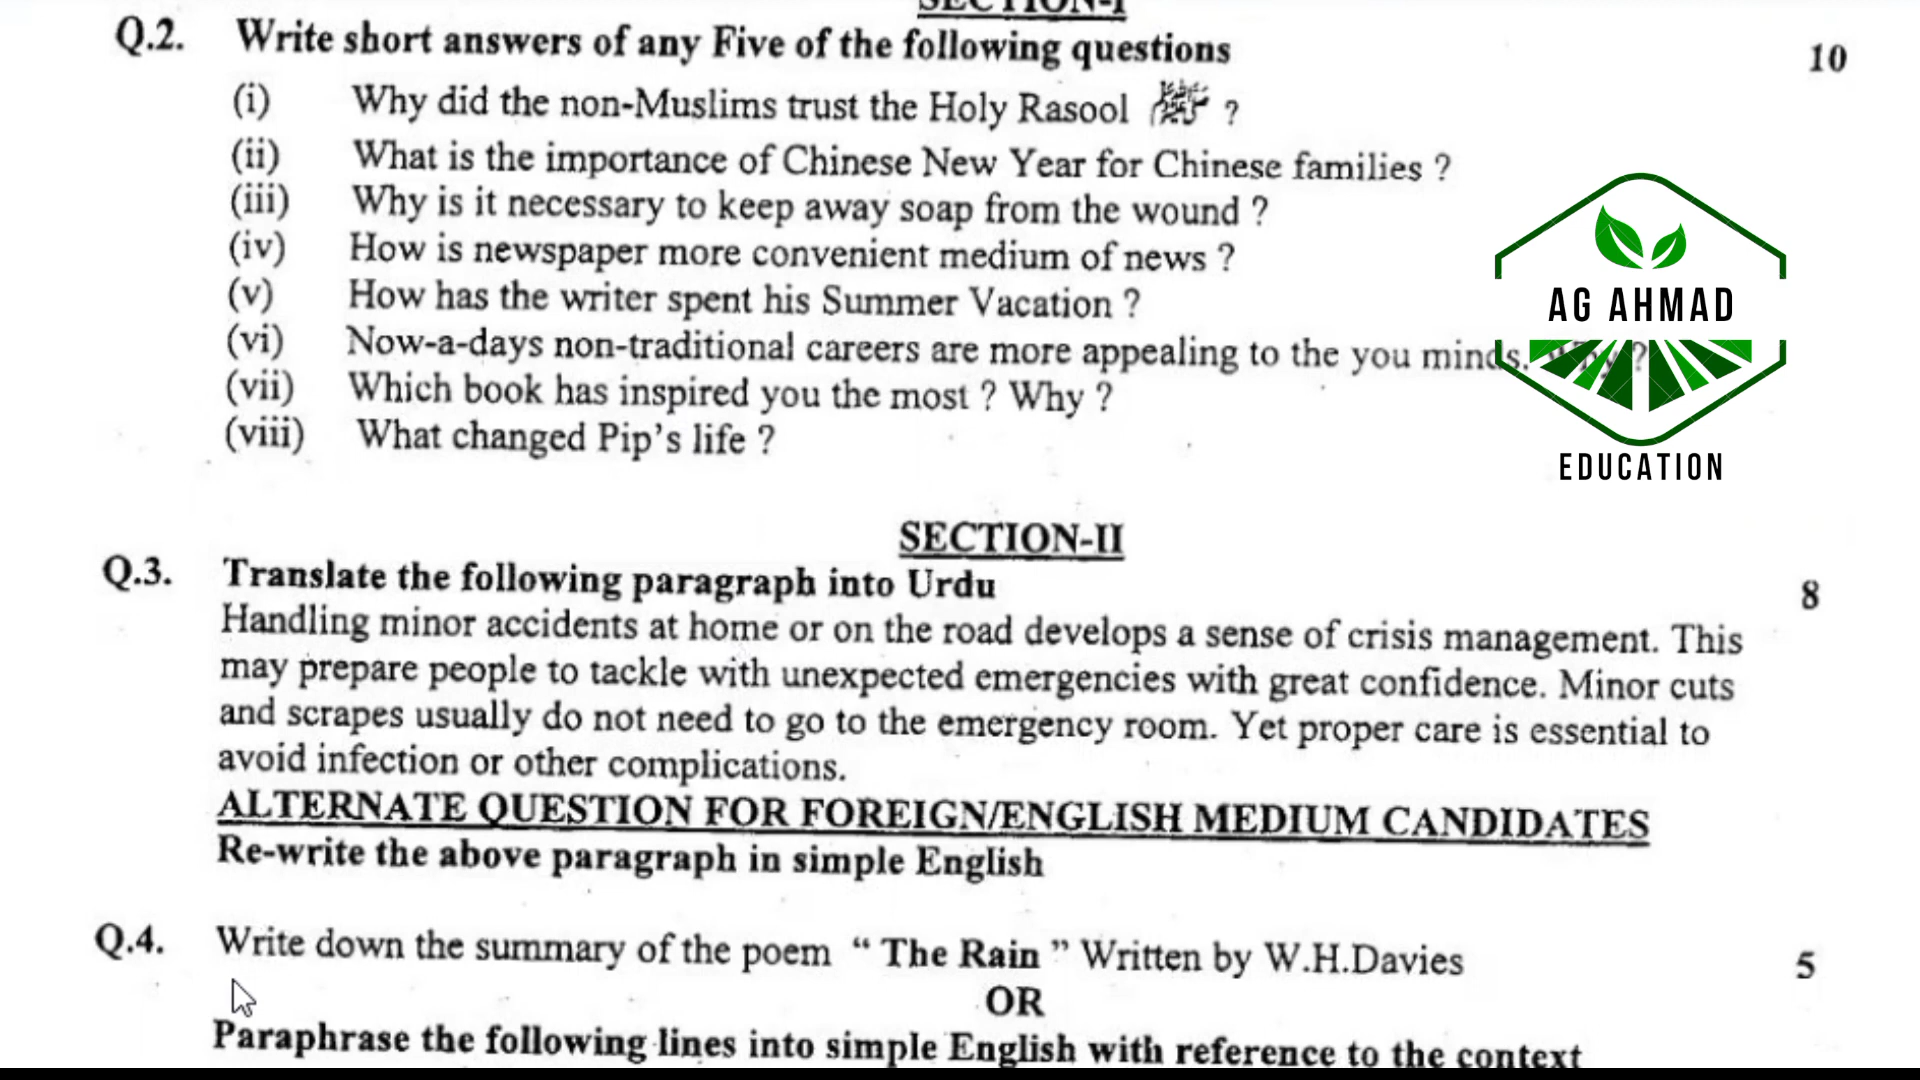 SECTION-I
Q.2. Write short answers of any Five of the following questions 10
(i) Why did the non-Muslims trust the Holy Rasool ﷺ ?
(ii) What is the importance of Chinese New Year for Chinese families ?
(iii) Why is it necessary to keep away soap from the wound ?
(iv) How is newspaper more convenient medium of news ?
(v) How has the writer spent his Summer Vacation ?
(vi) Now-a-days non-traditional careers are more appealing to the you minds. Why ?
(vii) Which book has inspired you the most ? Why ?
(viii) What changed Pip's life ?
AG AHMAD
EDUCATION
SECTION-II
Q.3. Translate the following paragraph into Urdu 8
Handling minor accidents at home or on the road develops a sense of crisis management. This
may prepare people to tackle with unexpected emergencies with great confidence. Minor cuts
and scrapes usually do not need to go to the emergency room. Yet proper care is essential to
avoid infection or other complications.
ALTERNATE QUESTION FOR FOREIGN/ENGLISH MEDIUM CANDIDATES
Re-write the above paragraph in simple English
Q.4. Write down the summary of the poem " The Rain " Written by W.H.Davies 5
OR
Paraphrase the following lines into simple English with reference to the context